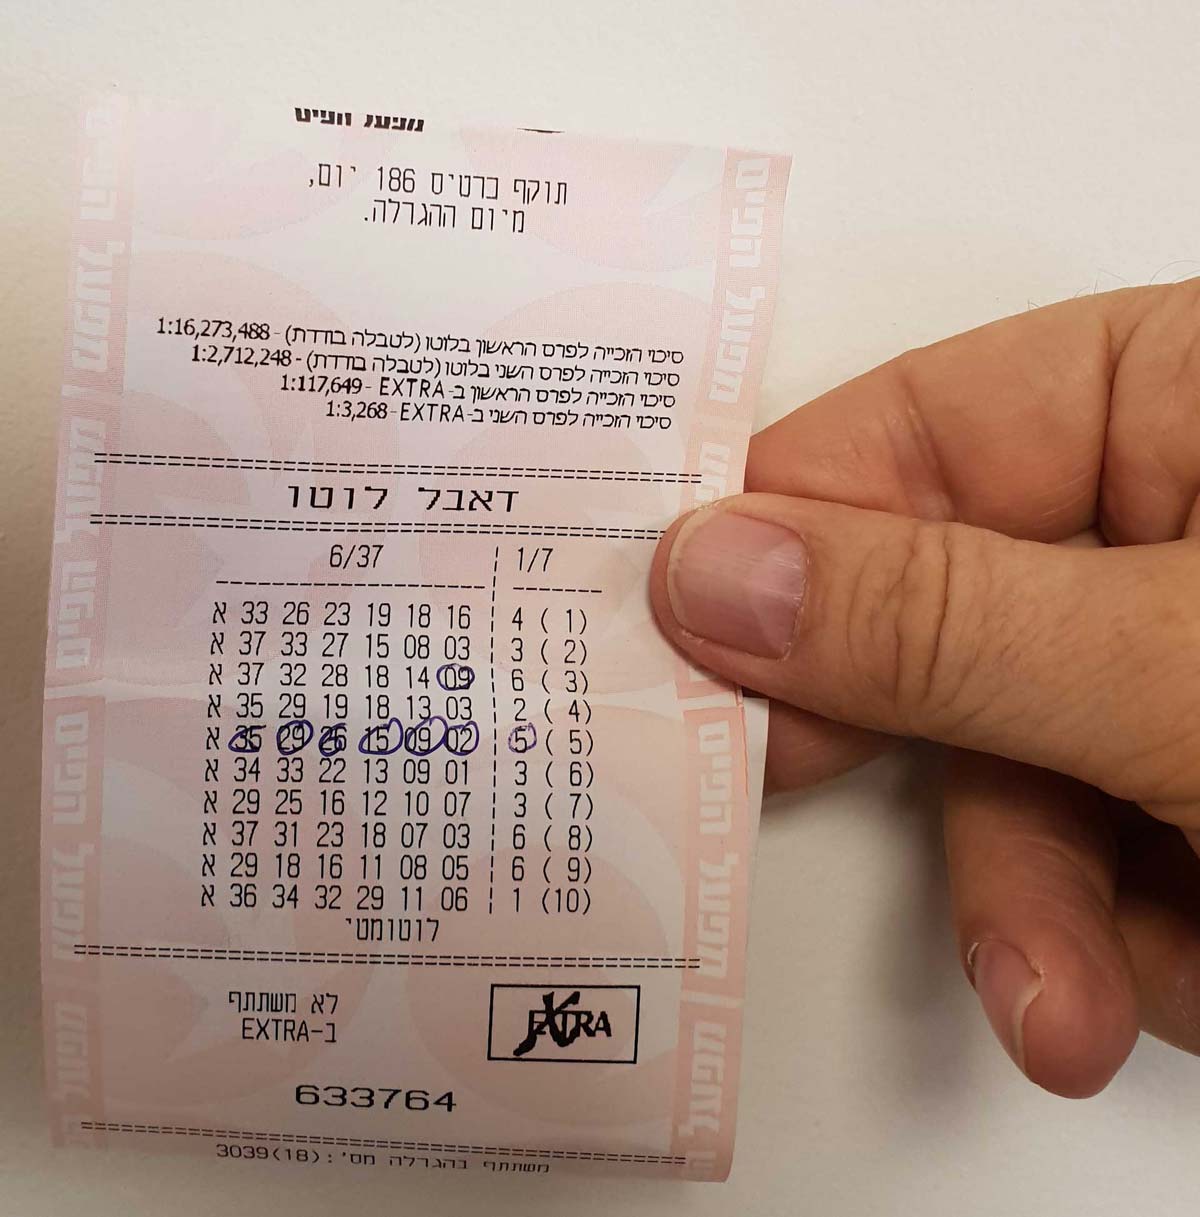 מפעל הפיס
תוקף כרטיס 186 יום,
מיום ההגרלה.
סיכוי הזכייה לפרס הראשון בלוטו (לטבלה בודדת) - 1:16,273,488
סיכוי הזכייה לפרס השני בלוטו (לטבלה בודדת) - 1:2,712,248
סיכוי הזכייה לפרס הראשון ב-EXTRA - 1:117,649
סיכוי הזכייה לפרס השני ב-EXTRA - 1:3,268
דאבל לוטו
6/37 ¦ 1/7
א 33 26 23 19 18 16 ¦ 4 ( 1)
א 37 33 27 15 08 03 ¦ 3 ( 2)
א 37 32 28 18 14 09 ¦ 6 ( 3)
א 35 29 19 18 13 03 ¦ 2 ( 4)
א 35 29 26 15 09 02 ¦ 5 ( 5)
א 34 33 22 13 09 01 ¦ 3 ( 6)
א 29 25 16 12 10 07 ¦ 3 ( 7)
א 37 31 23 18 07 03 ¦ 6 ( 8)
א 29 18 16 11 08 05 ¦ 6 ( 9)
א 36 34 32 29 11 06 ¦ 1 (10)
לוטומטי
EXTRA
לא משתתף
ב-EXTRA
633764
משתתף בהגרלה מס': 3039(18)